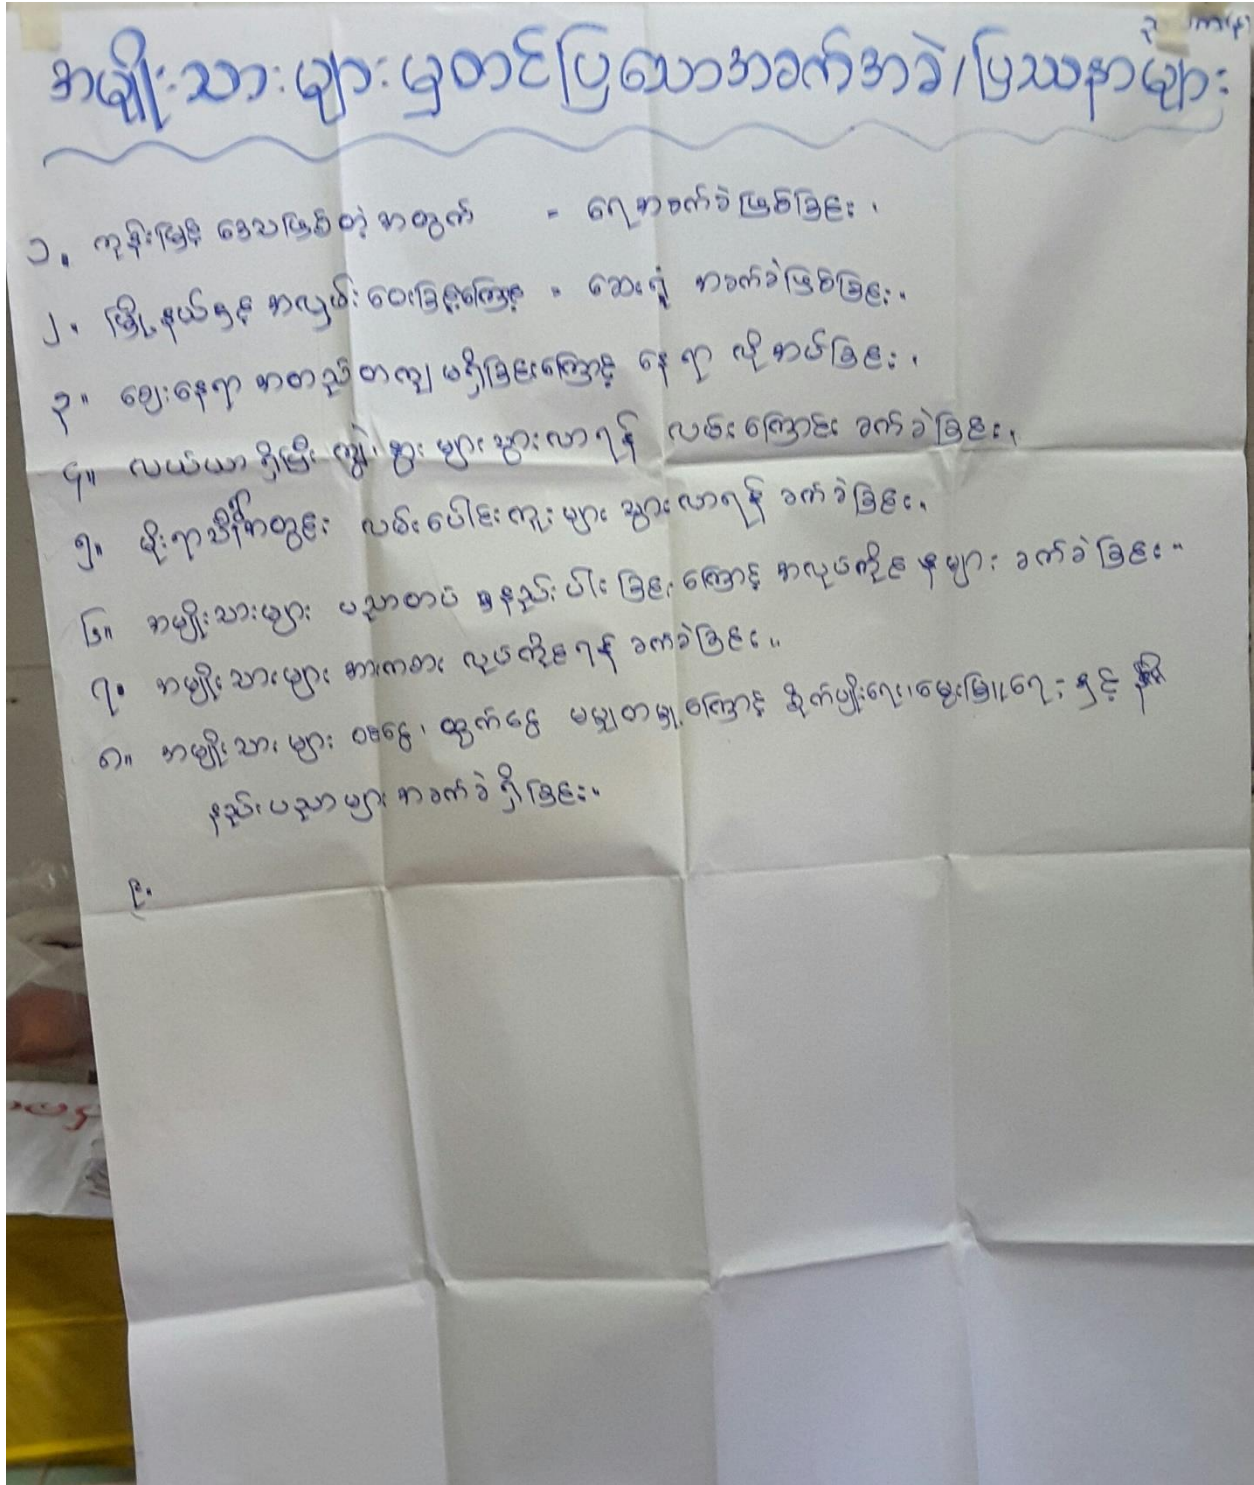 အမျိုးသားများမှတင်ပြသောအခက်အခဲ/ပြဿနာများ
၁။ ကုန်းမြင့် ဒေသဖြစ်တဲ့ အတွက် = ရေအခက်ခဲဖြစ်ခြင်း၊
၂။ မြို့နယ်နှင့် အလှမ်းဝေးခြင့်ကြောင့် = ဆေးရုံ အခက်ခဲဖြစ်ခြင်း၊
၃။ ဈေးနေရာ အတည်တကျ မရှိခြင်းကြောင့် နေရာ လိုအပ်ခြင်း၊
၄။ လယ်ယာ ရှိပြီး ကျွဲ၊ နွား များသွားလာရန် လမ်းကြောင်း ခက်ခဲခြင်း၊
၅။ မိုးရာသီအတွင်း လမ်းပေါင်းကူးများ သွားလာရန် ခက်ခဲခြင်း၊
၆။ အမျိုးသားများ ပညာတပ် နည်းပါးခြင်းကြောင့် အလုပ်ကိုင်များ ခက်ခဲခြင်း။
၇။ အမျိုးသားများ အားကစား လုပ်ကိုင်ရန် ခက်ခဲခြင်း။
၈။ အမျိုးသားများ ဝင်ငွေ၊ ထွက်ငွေ မမျှတမှု့ကြောင့် စိုက်ပျိုးရေး၊မွေးမြူရေး နှင့်
နည်းပညာများ အခက်ခဲ ရှိခြင်း။
၉။